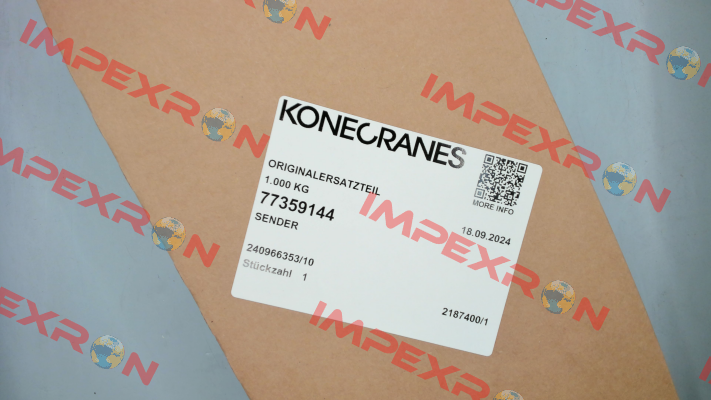 KONECRANES
ORIGINALERSATZTEIL
1.000 KG
77359144
SENDER
240966353/10
Stückzahl 1
MORE INFO
18.09.2024
2187400/1
IMPEXRON
IMPEXRON
IMPEXRON
IMPEXRON
IMPEXRON
IMPEXRON
IMPEXRON
IMPEXRON